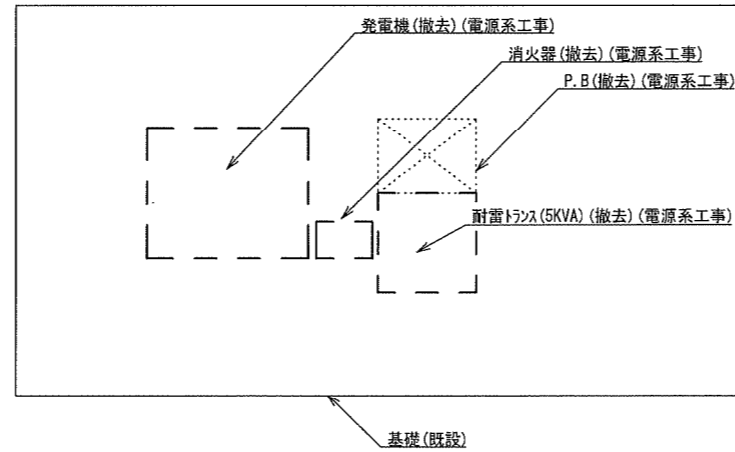 発電機(撤去)(電源系工事)
消火器(撤去)(電源系工事)
P.B(撤去)(電源系工事)
耐雷トランス(5KVA)(撤去)(電源系工事)
基礎(既設)